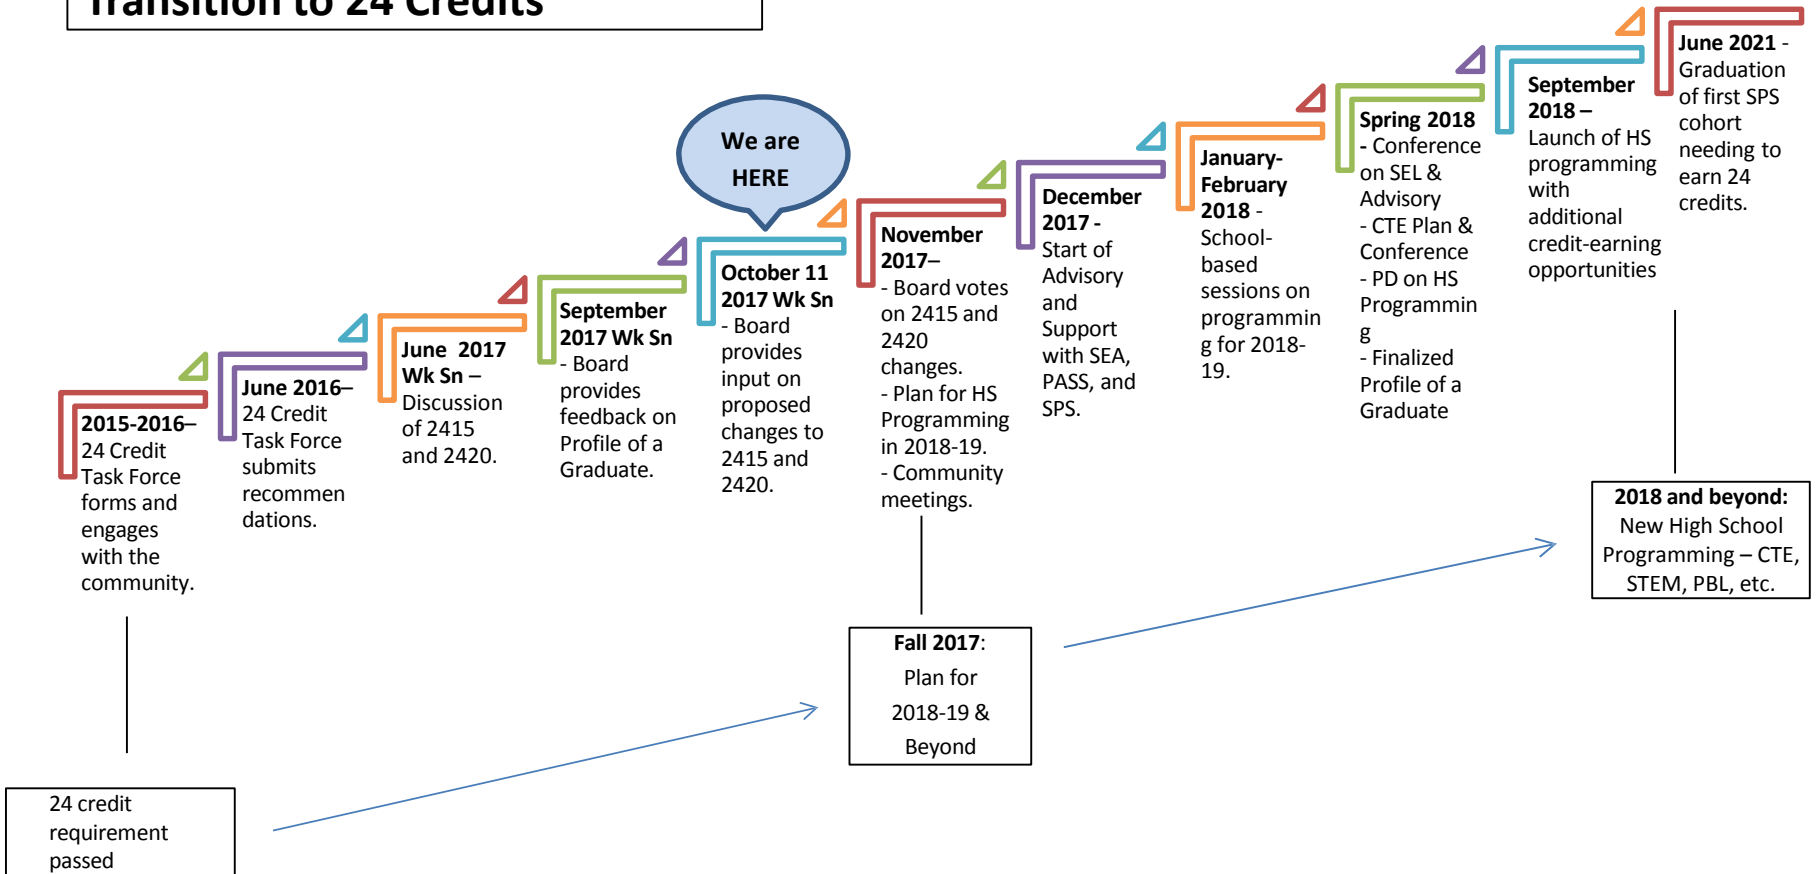 Transition to 24 Credits
We are
HERE
2015-2016–
24 Credit
Task Force
forms and
engages
with the
community.
June 2016–
24 Credit
Task Force
submits
recommen
dations.
June 2017
Wk Sn –
Discussion
of 2415
and 2420.
September
2017 Wk Sn
- Board
provides
feedback on
Profile of a
Graduate.
October 11
2017 Wk Sn
- Board
provides
input on
proposed
changes to
2415 and
2420.
November
2017–
- Board votes
on 2415 and
2420
changes.
- Plan for HS
Programming
in 2018-19.
- Community
meetings.
December
2017 -
Start of
Advisory
and
Support
with SEA,
PASS, and
SPS.
January-
February
2018 -
School-
based
sessions on
programmin
g for 2018-
19.
Spring 2018
- Conference
on SEL &
Advisory
- CTE Plan &
Conference
- PD on HS
Programmin
g
- Finalized
Profile of a
Graduate
September
2018 –
Launch of HS
programming
with
additional
credit-earning
opportunities
June 2021 -
Graduation
of first SPS
cohort
needing to
earn 24
credits.
24 credit
requirement
passed
Fall 2017:
Plan for
2018-19 &
Beyond
2018 and beyond:
New High School
Programming – CTE,
STEM, PBL, etc.